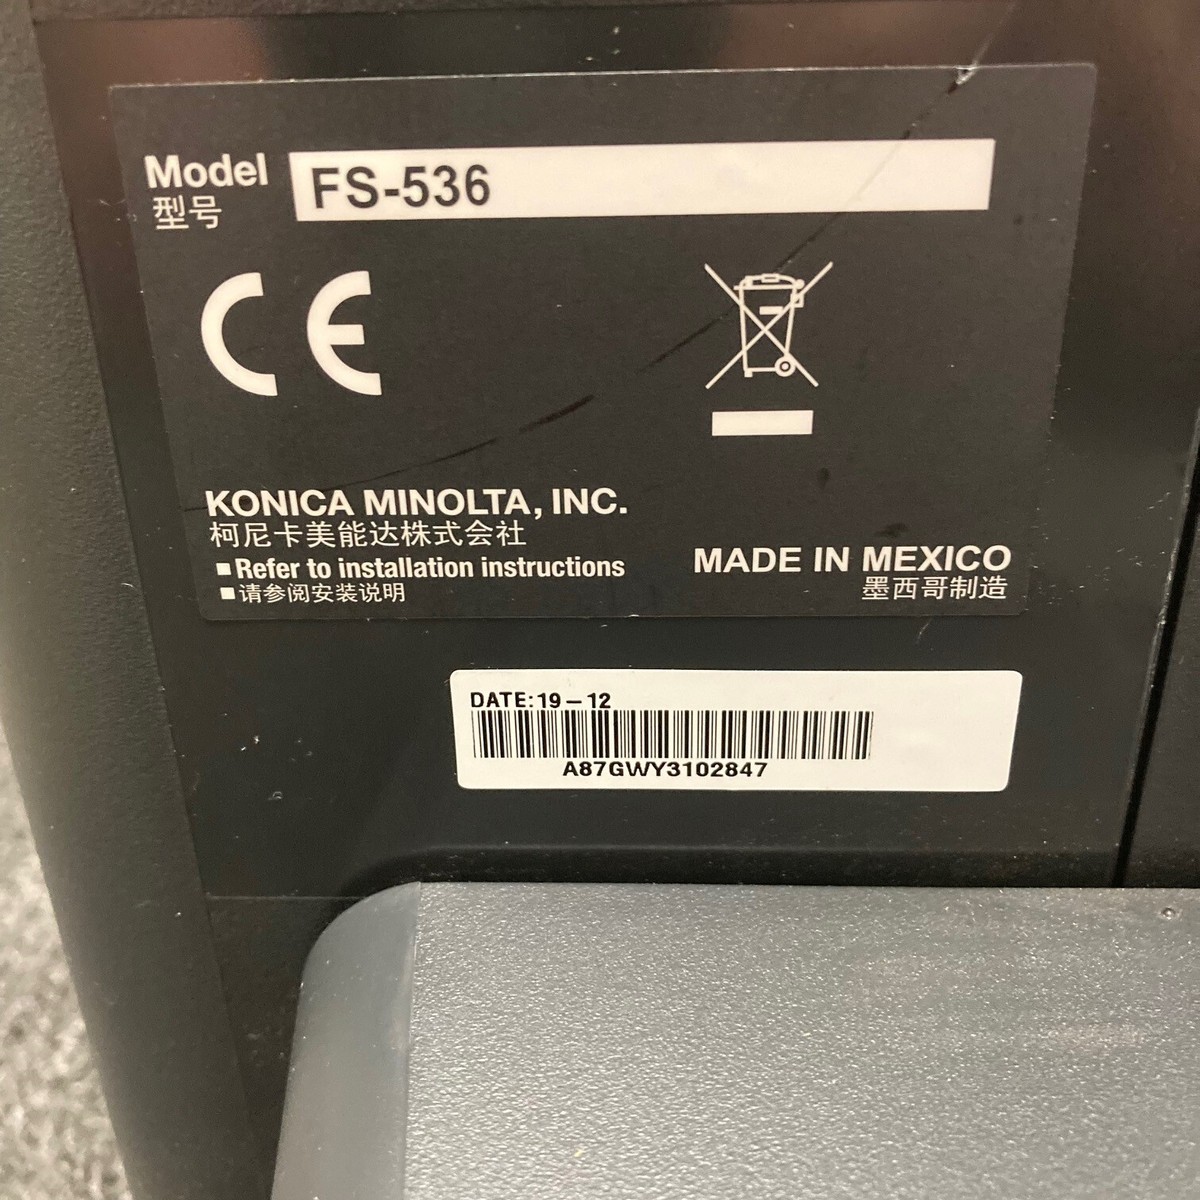 Model FS-536
型号
CE
KONICA MINOLTA, INC.
柯尼卡美能达株式会社
■Refer to installation instructions
■请参阅安装说明
MADE IN MEXICO
墨西哥制造
DATE:19-12
A87GWY3102847